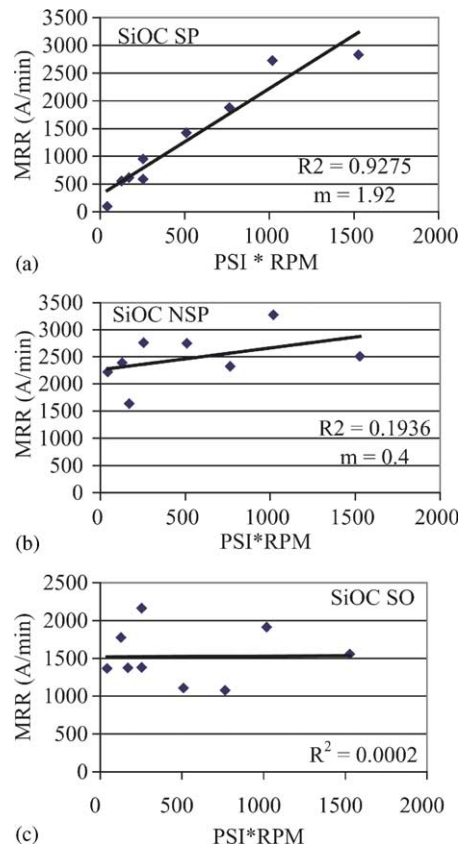 3500
3000
2500
2000
1500
1000
500
0
MRR (A/min)
SiOC SP
R2 = 0.9275
m = 1.92
0 500 1000 1500 2000
(a) PSI * RPM
3500
3000
2500
2000
1500
1000
500
0
MRR (A/min)
SiOC NSP
R2 = 0.1936
m = 0.4
0 500 1000 1500 2000
(b) PSI*RPM
2500
2000
1500
1000
500
0
MRR (A/min)
SiOC SO
R² = 0.0002
0 500 1000 1500 2000
(c) PSI*RPM